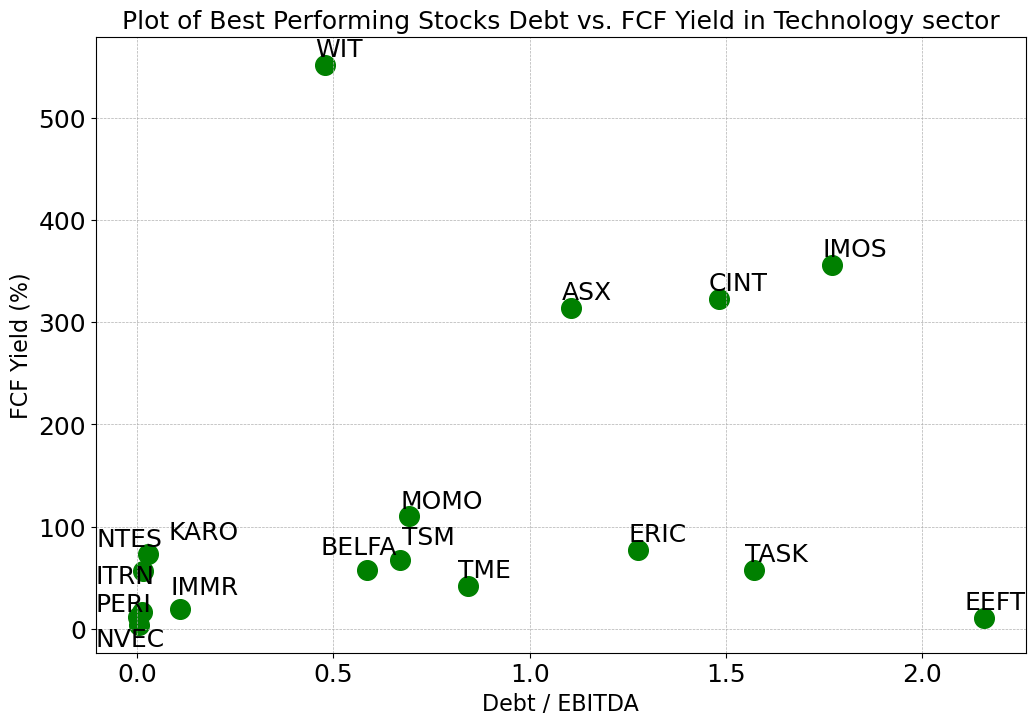 Plot of Best Performing Stocks Debt vs. FCF Yield in Technology sector
WIT
500
400
IMOS
CINT
ASX
300
FCF Yield (%)
200
MOMO
100
KARO
NTES
TSM
ERIC
BELFA
TASK
ITRN
TME
IMMR
PERI
EEFT
0
NVEC
0.0
0.5
1.0
1.5
2.0
Debt / EBITDA